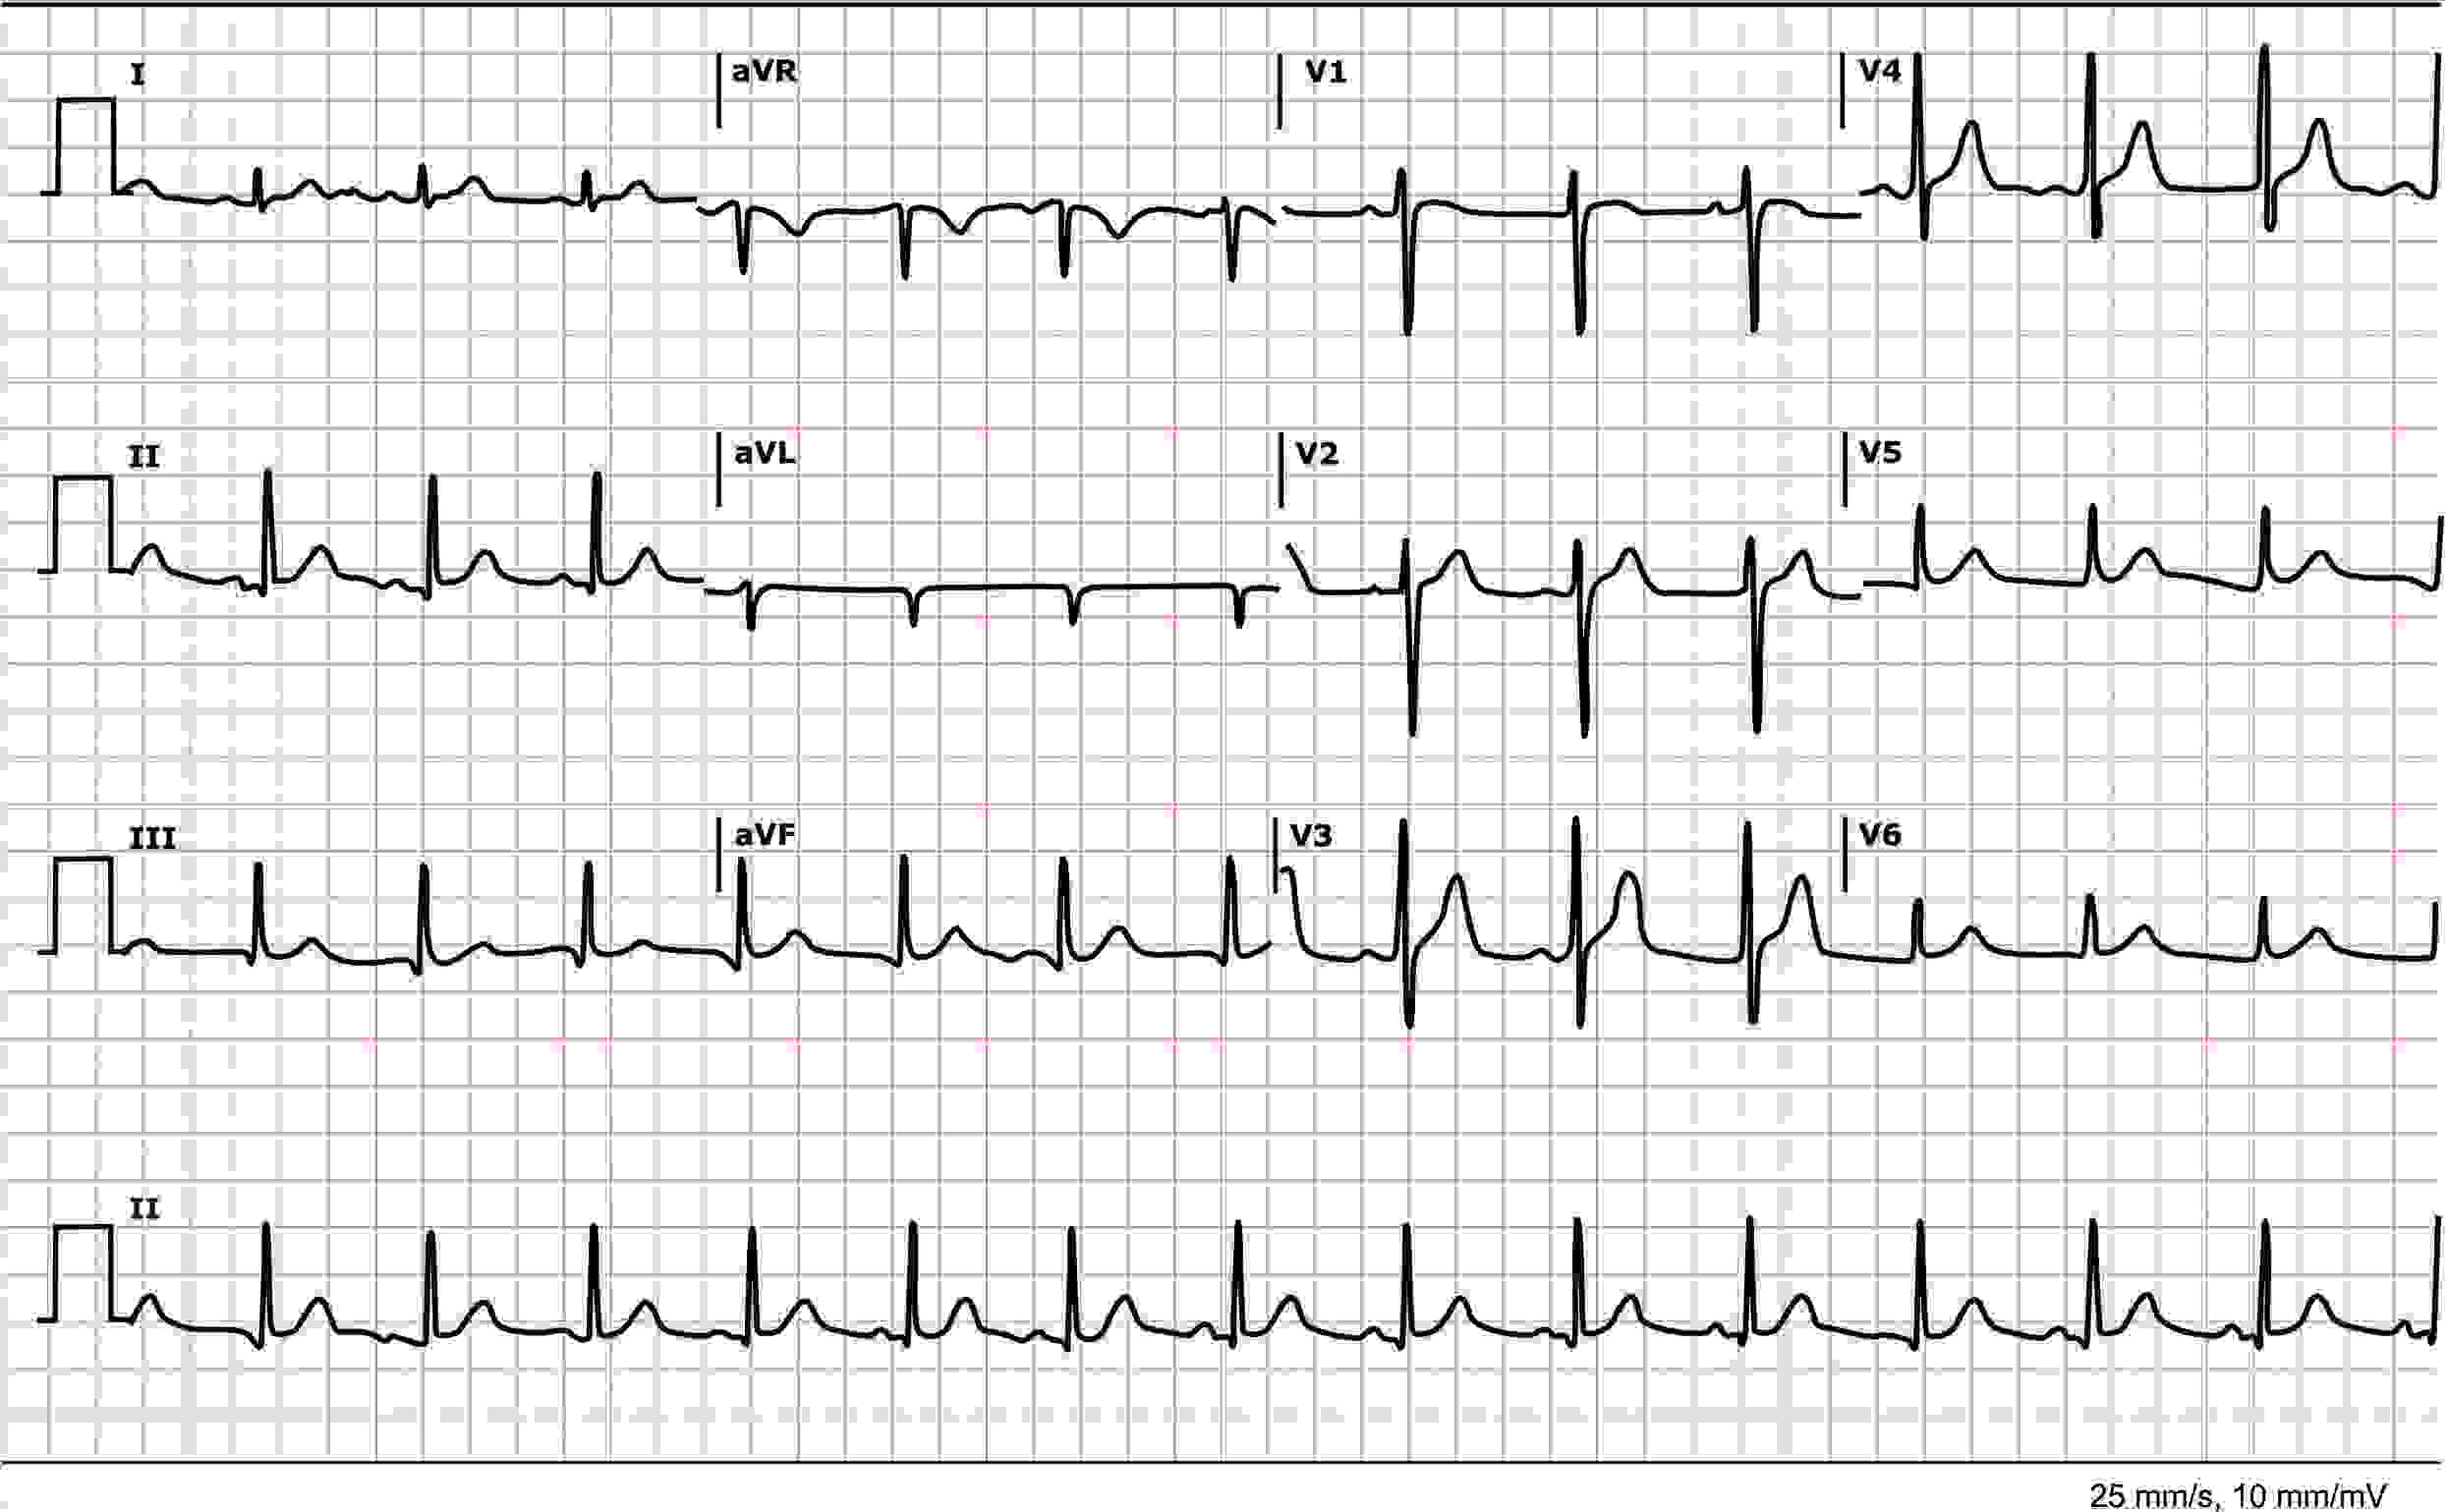 I aVR V1 V4
II aVL V2 V5
III aVF V3 V6
II
25 mm/s, 10 mm/mV